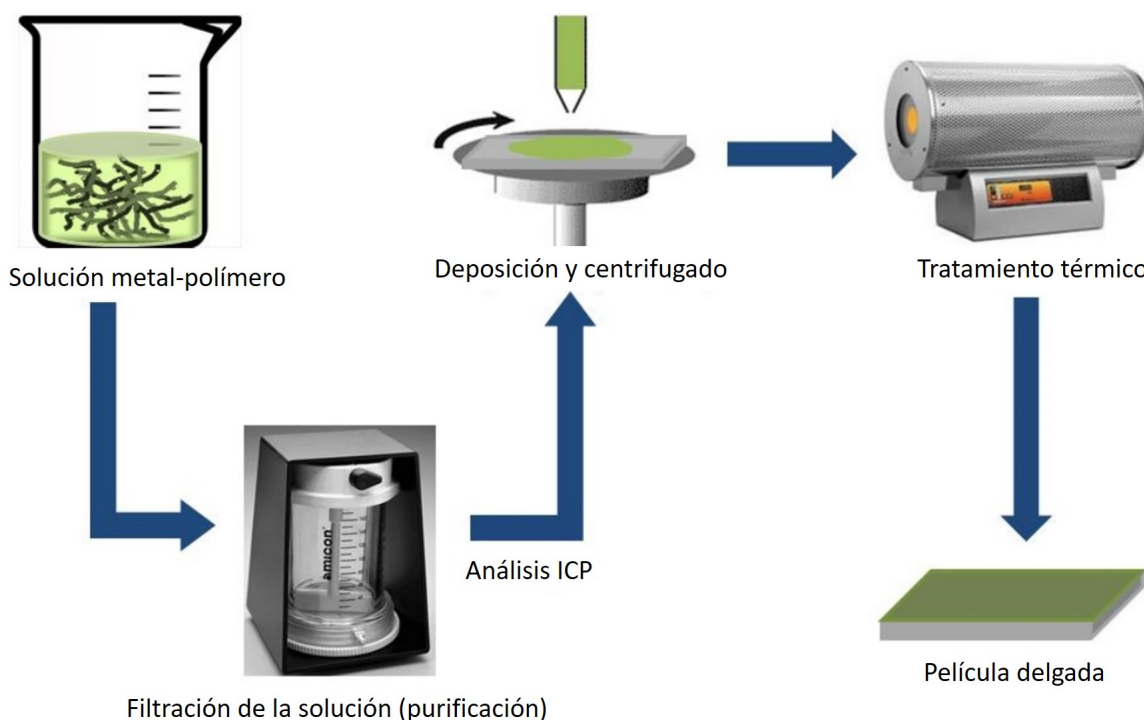 Solución metal-polímero
Deposición y centrifugado
Tratamiento térmico
amicon
Análisis ICP
Película delgada
Filtración de la solución (purificación)